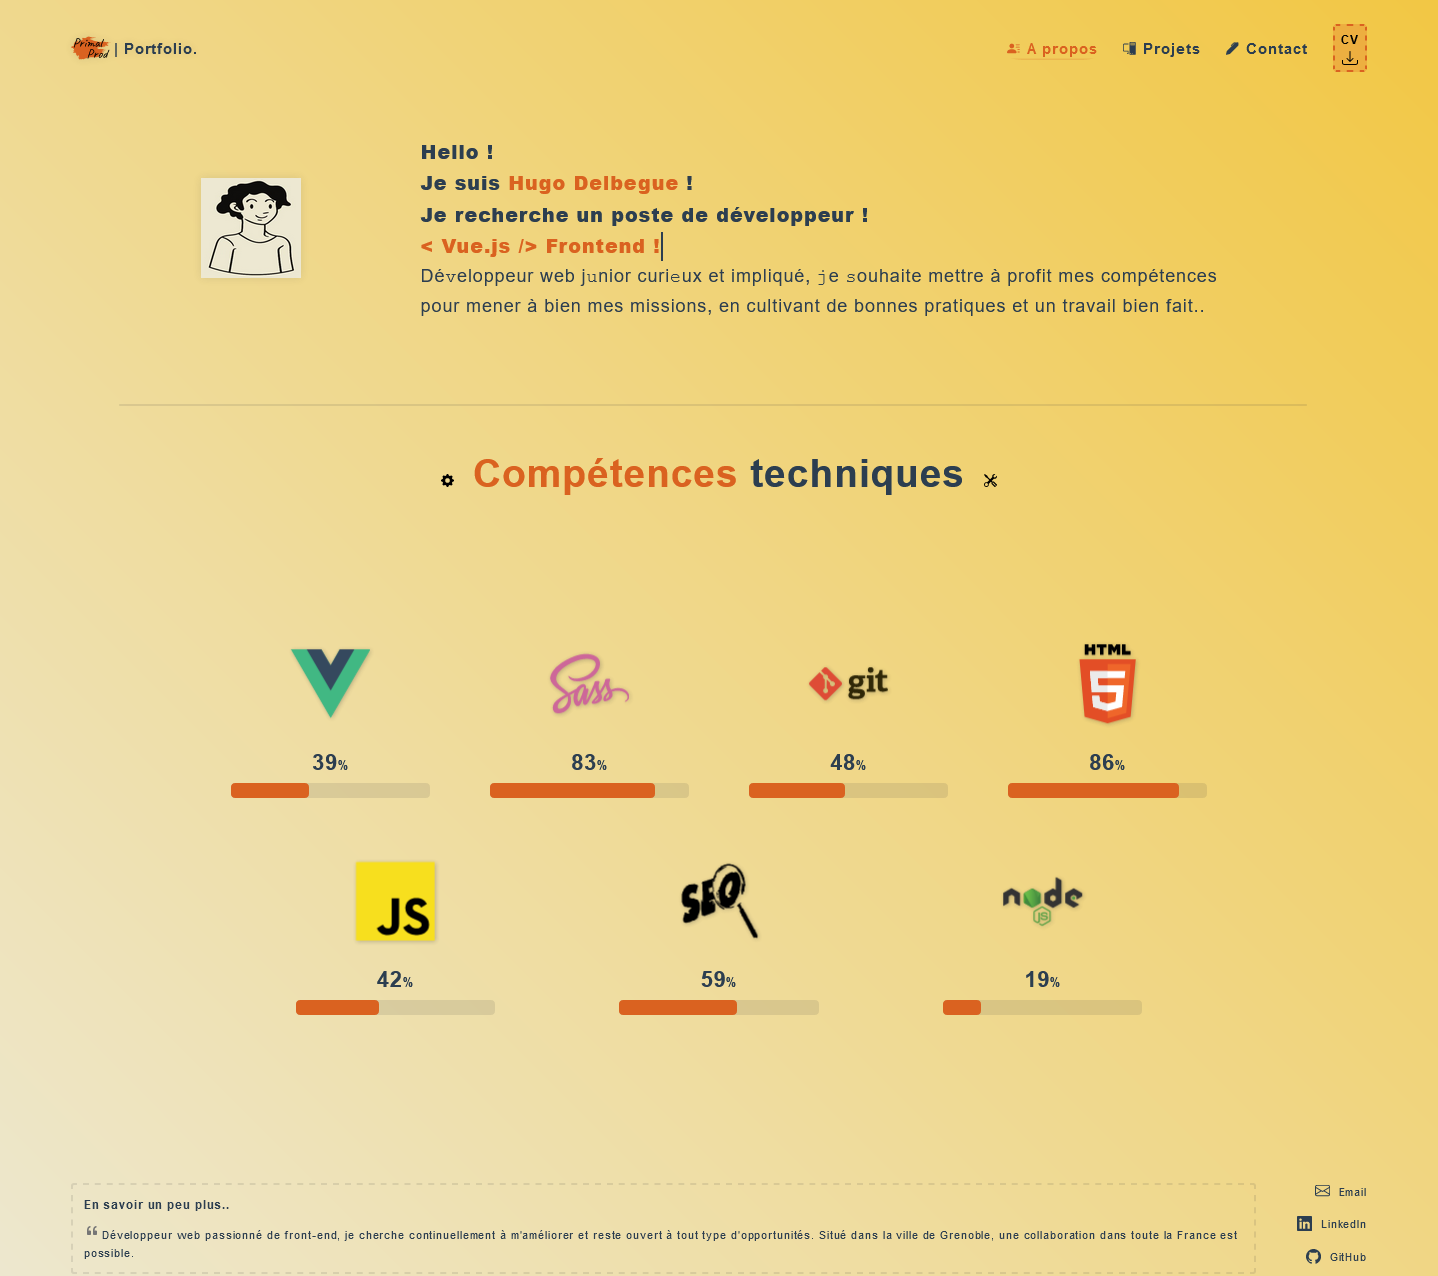 Primal
Prod | Portfolio.
A propos
Projets
Contact
CV
Hello !
Je suis Hugo Delbegue !
Je recherche un poste de développeur !
< Vue.js /> Frontend !
Développeur web junior curieux et impliqué, je souhaite mettre à profit mes compétences
pour mener à bien mes missions, en cultivant de bonnes pratiques et un travail bien fait..
Compétences techniques
Sass
git
HTML
5
39%
83%
48%
86%
JS
SEO
node
JS
42%
59%
19%
En savoir un peu plus..
“ Développeur web passionné de front-end, je cherche continuellement à m'améliorer et reste ouvert à tout type d'opportunités. Situé dans la ville de Grenoble, une collaboration dans toute la France est
possible.
Email
LinkedIn
GitHub